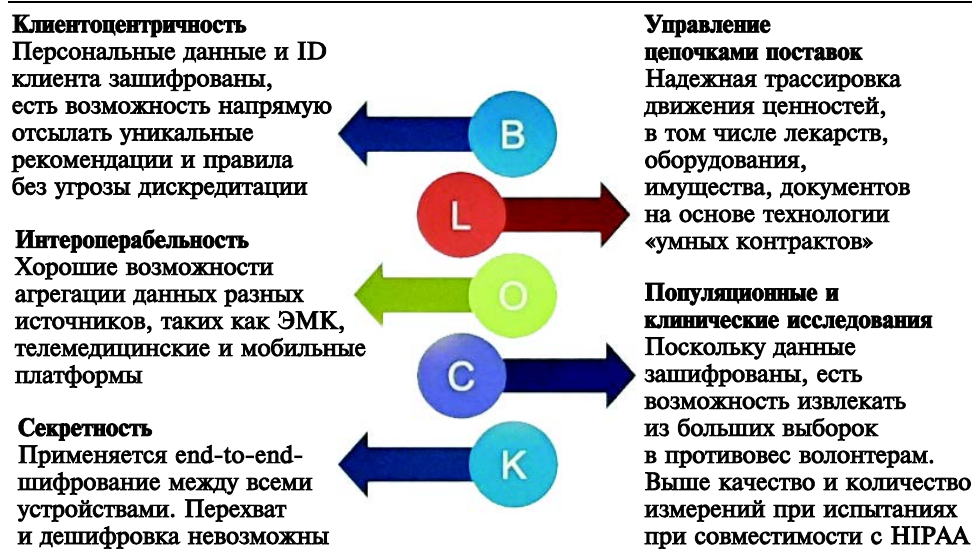 Клиентоцентричность
Персональные данные и ID
клиента зашифрованы,
есть возможность напрямую
отсылать уникальные
рекомендации и правила
без угрозы дискредитации
B
Управление
цепочками поставок
Надежная трассировка
движения ценностей,
в том числе лекарств,
оборудования,
имущества, документов
на основе технологии
«умных контрактов»
L
Интероперабельность
Хорошие возможности
агрегации данных разных
источников, таких как ЭМК,
телемедицинские и мобильные
платформы
O
Популяционные и
клинические исследования
Поскольку данные
зашифрованы, есть
возможность извлекать
из больших выборок
в противовес волонтерам.
Выше качество и количество
измерений при испытаниях
при совместимости с HIPAA
C
Секретность
Применяется end-to-end-
шифрование между всеми
устройствами. Перехват
и дешифровка невозможны
K